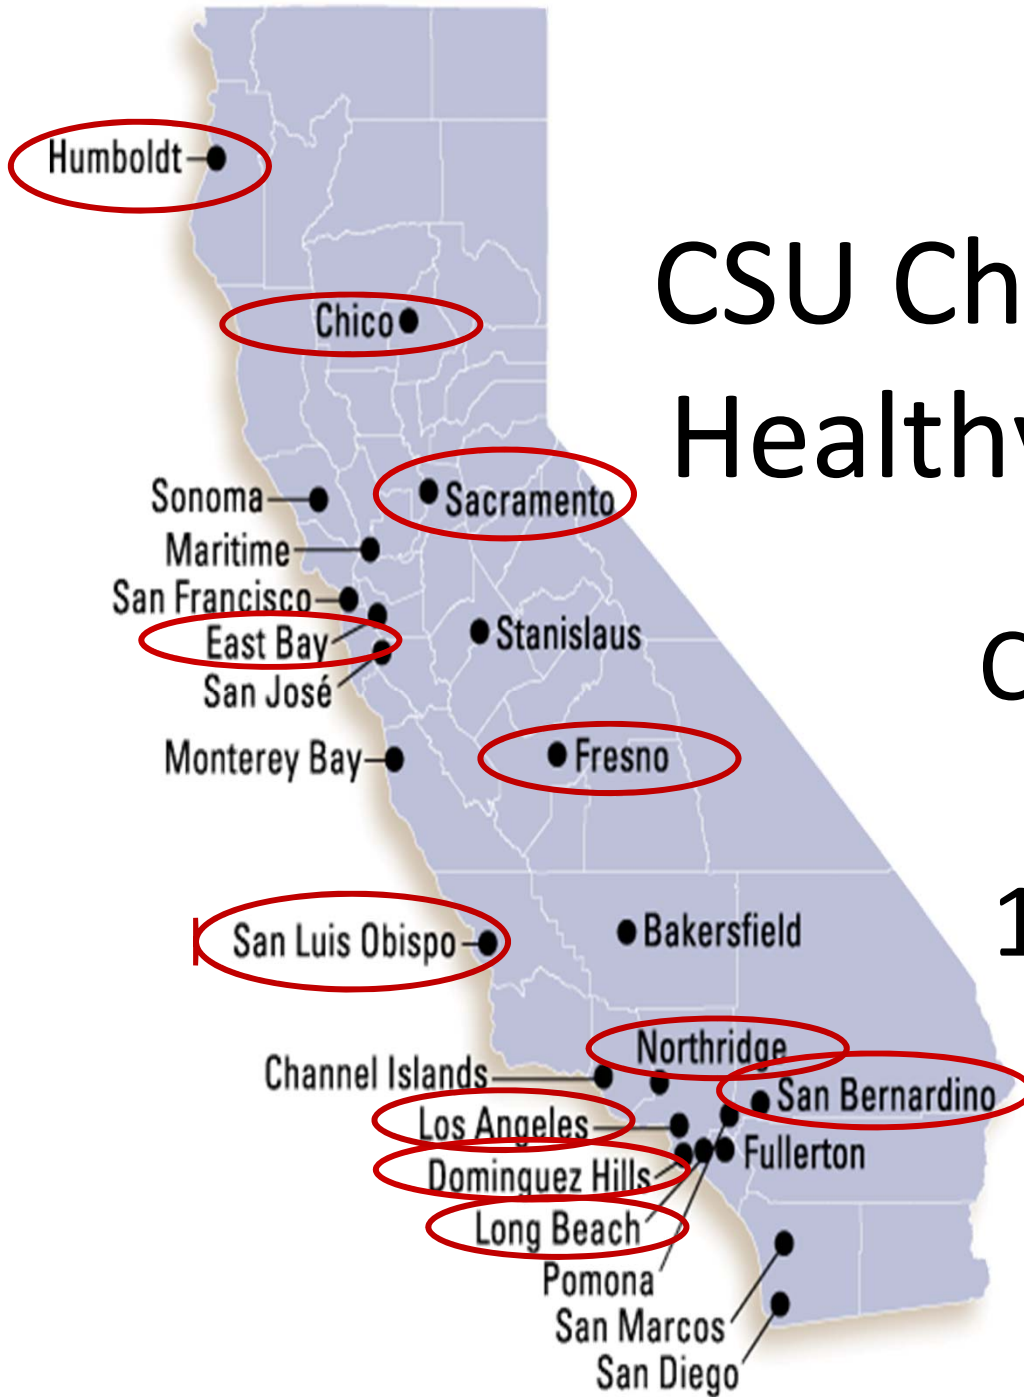 Humboldt
CSU Ch
Chico
Healthy
Sonoma
Sacramento
Maritime
San Francisco
East Bay
Stanislaus
San José
Monterey Bay
Fresno
San Luis Obispo
Bakersfield
1
Northridge
Channel Islands
San Bernardino
Los Angeles
Fullerton
Dominguez Hills
Long Beach
Pomona
San Marcos
San Diego